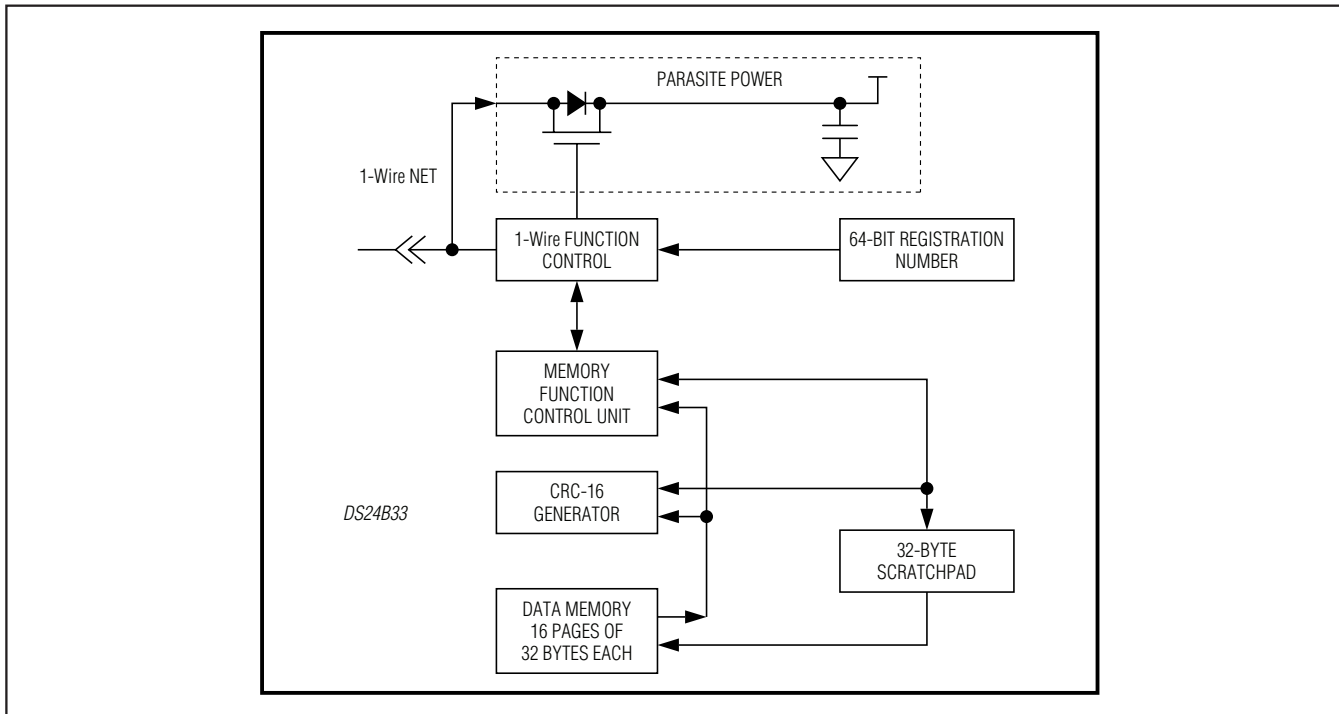 PARASITE POWER
1-Wire NET
1-Wire FUNCTION
CONTROL
64-BIT REGISTRATION
NUMBER
MEMORY
FUNCTION
CONTROL UNIT
CRC-16
GENERATOR
DS24B33
32-BYTE
SCRATCHPAD
DATA MEMORY
16 PAGES OF
32 BYTES EACH